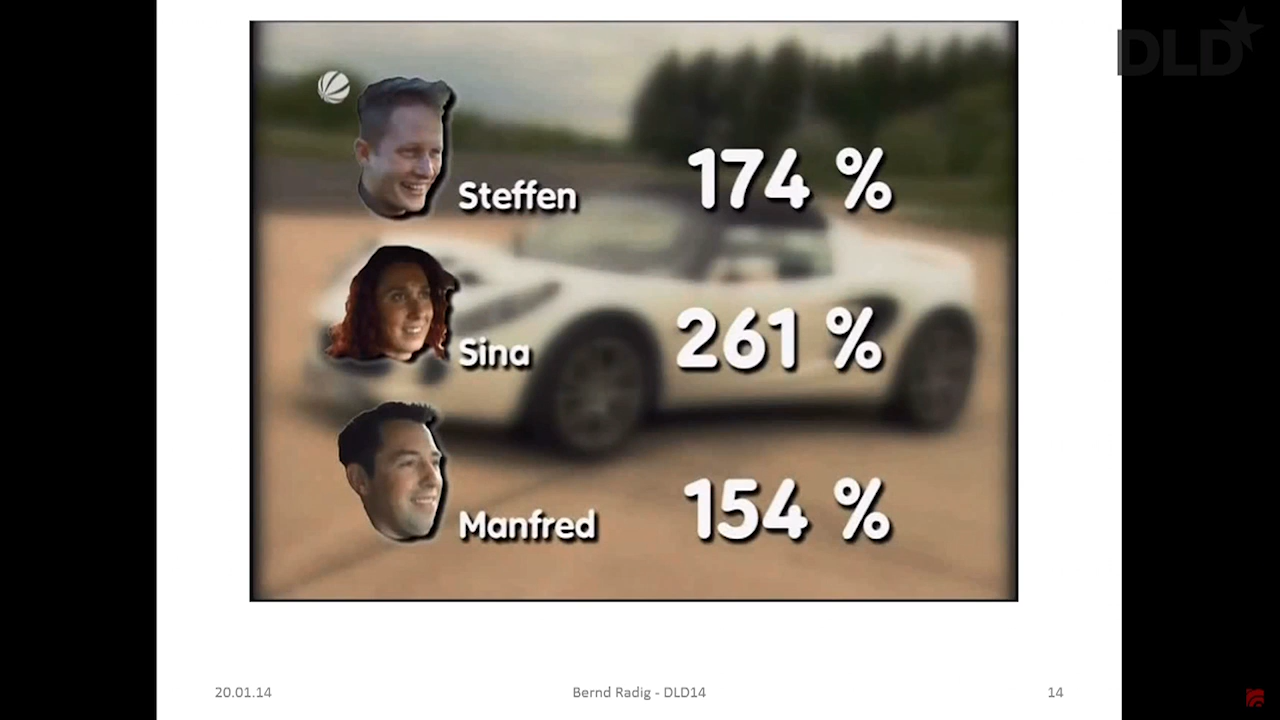 DLD
Steffen 174 %
Sina 261 %
Manfred 154 %
20.01.14 Bernd Radig - DLD14 14